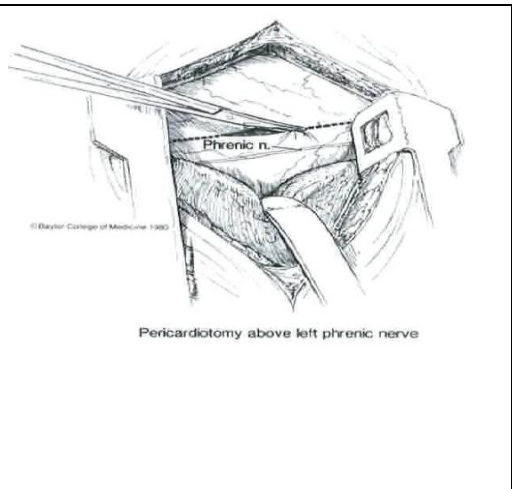 Phrenic n.
© Baylor College of Medicine 1980
Pericardiotomy above left phrenic nerve